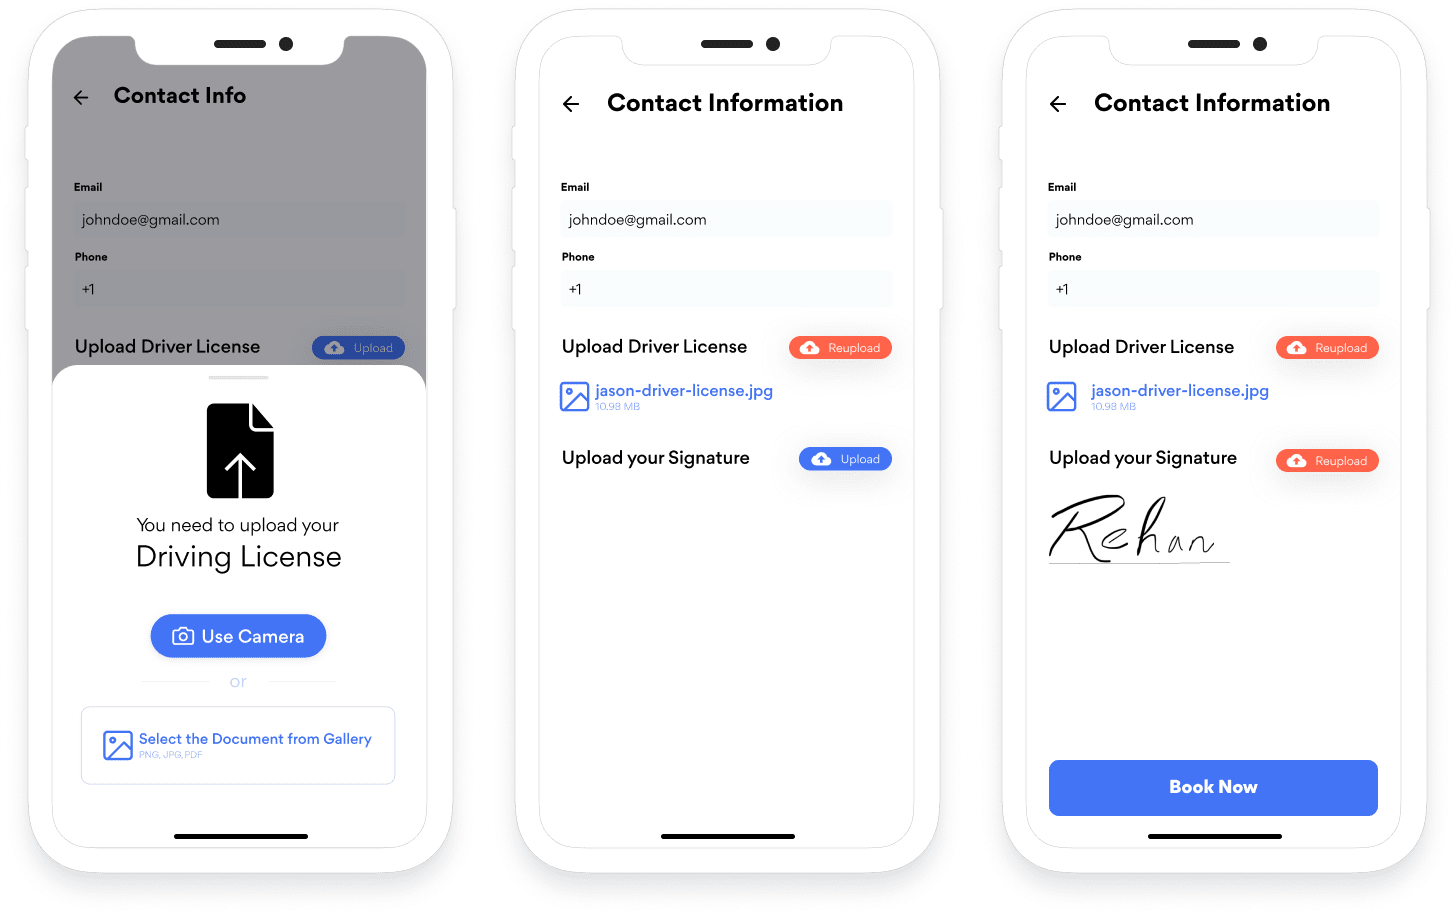 Contact Info
Email
johndoe@gmail.com
Phone
+1
Upload Driver License
Upload
You need to upload your
Driving License
Use Camera
or
Select the Document from Gallery
PNG, JPG, PDF
Contact Information
Email
johndoe@gmail.com
Phone
+1
Upload Driver License
Reupload
jason-driver-license.jpg
10.98 MB
Upload your Signature
Upload
Contact Information
Email
johndoe@gmail.com
Phone
+1
Upload Driver License
Reupload
jason-driver-license.jpg
10.98 MB
Upload your Signature
Reupload
Rehan
Book Now